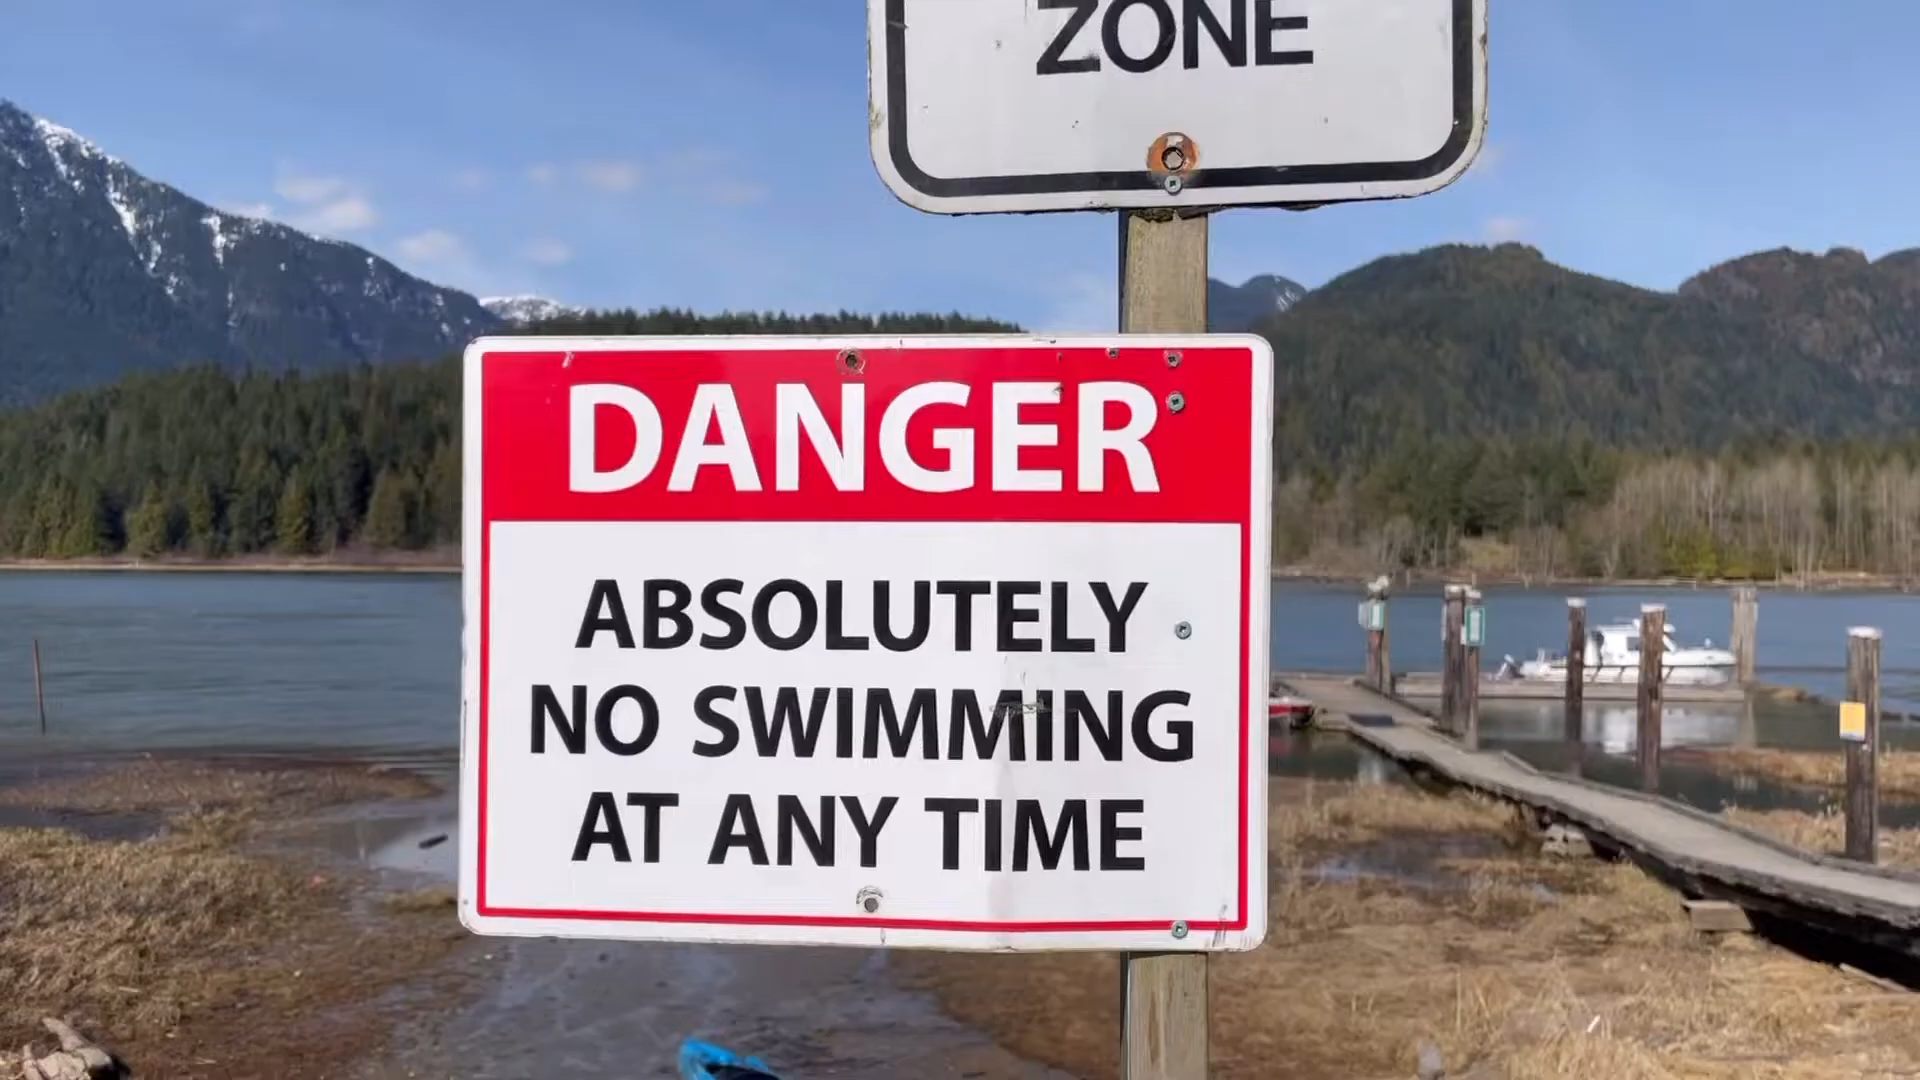 ZONE
DANGER
ABSOLUTELY
NO SWIMMING
AT ANY TIME